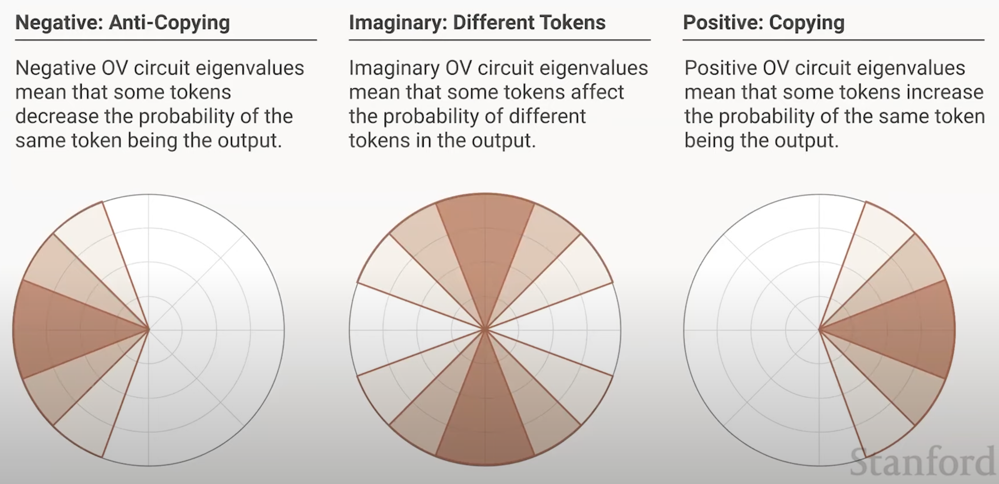 Negative: Anti-Copying
Negative OV circuit eigenvalues
mean that some tokens
decrease the probability of the
same token being the output.
Imaginary: Different Tokens
Imaginary OV circuit eigenvalues
mean that some tokens affect
the probability of different
tokens in the output.
Positive: Copying
Positive OV circuit eigenvalues
mean that some tokens increase
the probability of the same token
being the output.
Stanford